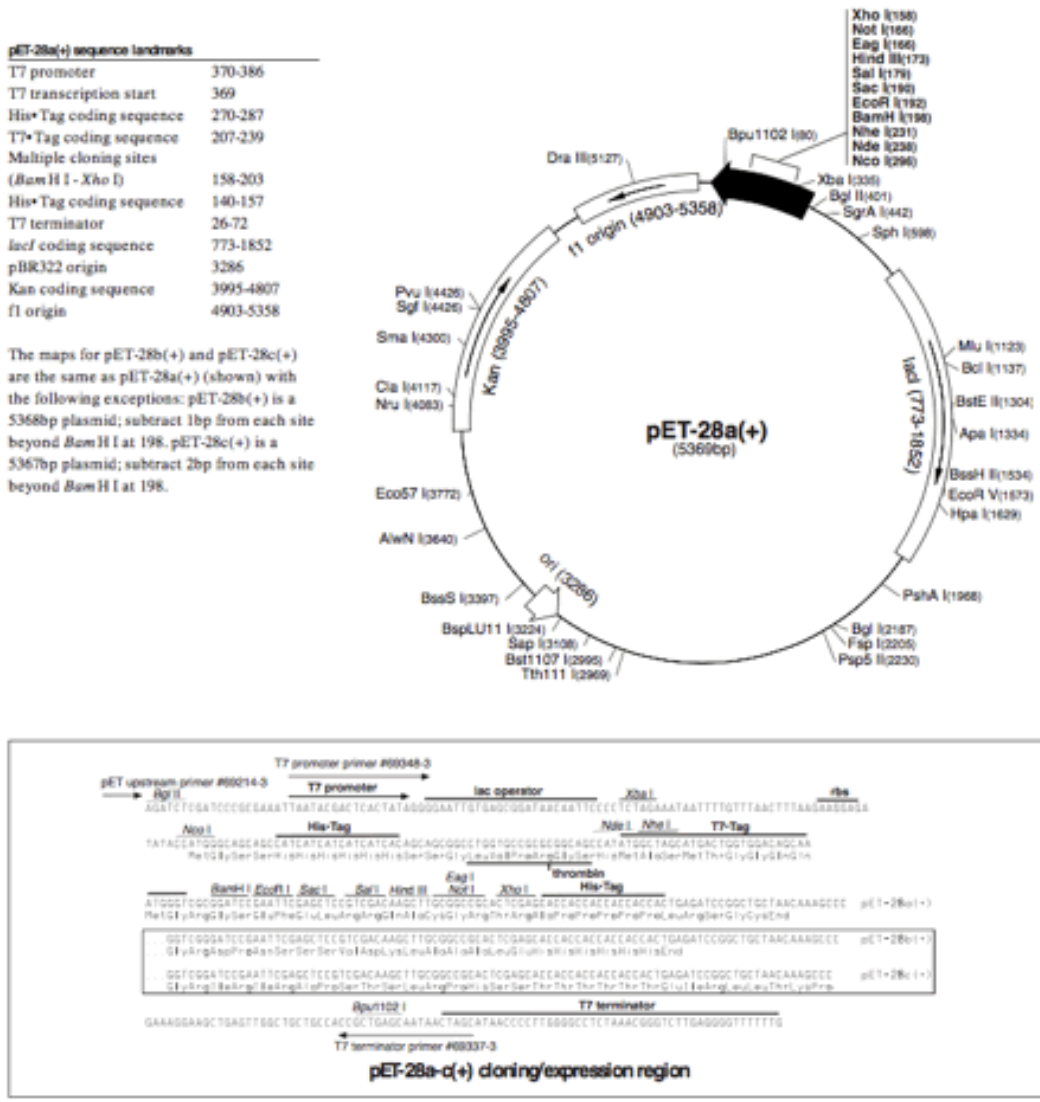 pET-28a(+) sequence landmarks
T7 promoter 370-386
T7 transcription start 369
His•Tag coding sequence 270-287
T7•Tag coding sequence 207-239
Multiple cloning sites
(BamH I - Xho I) 158-203
His•Tag coding sequence 140-157
T7 terminator 26-72
lacI coding sequence 773-1852
pBR322 origin 3286
Kan coding sequence 3995-4807
f1 origin 4903-5358
The maps for pET-28b(+) and pET-28c(+)
are the same as pET-28a(+) (shown) with
the following exceptions: pET-28b(+) is a
5368bp plasmid; subtract 1bp from each site
beyond BamH I at 198. pET-28c(+) is a
5367bp plasmid; subtract 2bp from each site
beyond BamH I at 198.
Xho I(158)
Not I(166)
Eag I(166)
Hind III(173)
Sal I(179)
Sac I(190)
EcoR I(192)
BamH I(198)
Nhe I(231)
Nde I(238)
Nco I(296)
Bpu1102 I(80)
Dra III(5127)
Xba I(335)
Bgl II(401)
SgrA I(442)
Sph I(598)
f1 origin (4903-5358)
Pvu I(4426)
Sgf I(4426)
Sma I(4300)
Kan (3995-4807)
Cla I(4117)
Nru I(4083)
Mlu I(1123)
Bcl I(1137)
BstE II(1304)
Apa I(1334)
lacI (773-1852)
BssH II(1534)
EcoR V(1573)
Hpa I(1629)
pET-28a(+)
(5369bp)
Eco57 I(3772)
AlwN I(3640)
ori (3286)
BssS I(3397)
PshA I(1968)
BspLU11 I(3224)
Sap I(3108)
Bst1107 I(2995)
Tth111 I(2969)
Bgl I(2187)
Fsp I(2205)
Psp5 II(2230)
T7 promoter primer #69348-3
pET upstream primer #69214-3
Bgl II T7 promoter lac operator Xba I rbs
AGATCTCGATCCCGCGAAATTAATACGACTCACTATAGGGGAATTGTGAGCGGATAACAATTCCCCTCTAGAAATAATTTTGTTTAACTTTAAGAAGGAGA
Nco I His-Tag Nde I Nhe I T7-Tag
TATACCATGGGCAGCAGCCATCATCATCATCATCACAGCAGCGGCCTGGTGCCGCGCGGCAGCCATATGGCTAGCATGACTGGTGGACAGCAA
MetGlySerSerHisHisHisHisHisHisSerSerGlyLeuValProArgGlySerHisMetAlaSerMetThrGlyGlyGlnGln
thrombin
BamH I EcoR I Sac I Sal I Hind III Eag I Not I Xho I His-Tag
ATGGGTCGCGGATCCGAATTCGAGCTCCGTCGACAAGCTTGCGGCCGCACTCGAGCACCACCACCACCACCACTGAGATCCGGCTGCTAACAAAGCCC pET-28a(+)
MetGlyArgGlySerGluPheGluLeuArgArgGlnAlaCysGlyArgThrArgAlaProProProProProProLeuArgSerGlyCysEnd
...GGTCGGGATCCGAATTCGAGCTCCGTCGACAAGCTTGCGGCCGCACTCGAGCACCACCACCACCACCACTGAGATCCGGCTGCTAACAAAGCCC pET-28b(+)
...GlyArgAspProAsnSerSerSerValAspLysLeuAlaAlaAlaLeuGluHisHisHisHisHisHisEnd
...GGTCGGATCCGAATTCGAGCTCCGTCGACAAGCTTGCGGCCGCACTCGAGCACCACCACCACCACCACTGAGATCCGGCTGCTAACAAAGCCC pET-28c(+)
...GlyArgIleArgIleArgAlaProSerThrSerLeuArgProHisSerSerThrThrThrThrThrThrGluIleArgLeuLeuThrLysPro
Bpu1102 I T7 terminator
GAAAGGAAGCTGAGTTGGCTGCTGCCACCGCTGAGCAATAACTAGCATAACCCCTTGGGGCCTCTAAACGGGTCTTGAGGGGTTTTTTG
T7 terminator primer #69337-3
pET-28a-c(+) cloning/expression region